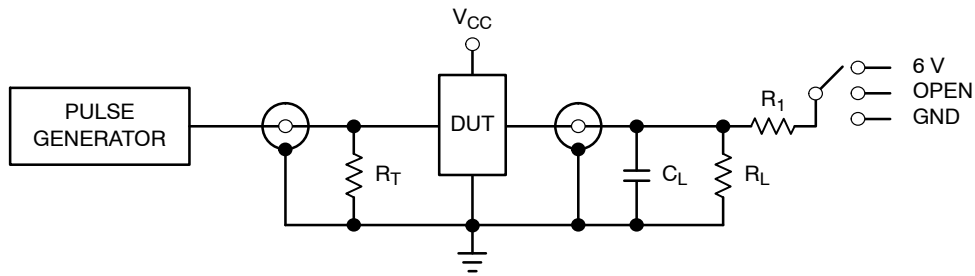 V_CC
PULSE
GENERATOR
DUT
R_T
C_L
R_L
R_1
6 V
OPEN
GND